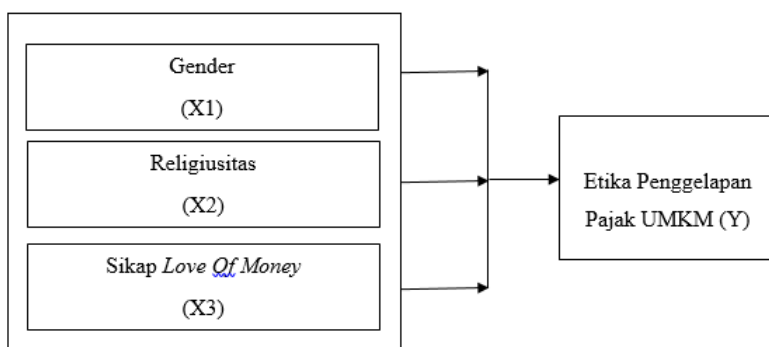 Gender
(X1)
Religiusitas
(X2)
Sikap Love Of Money
(X3)
Etika Penggelapan
Pajak UMKM (Y)